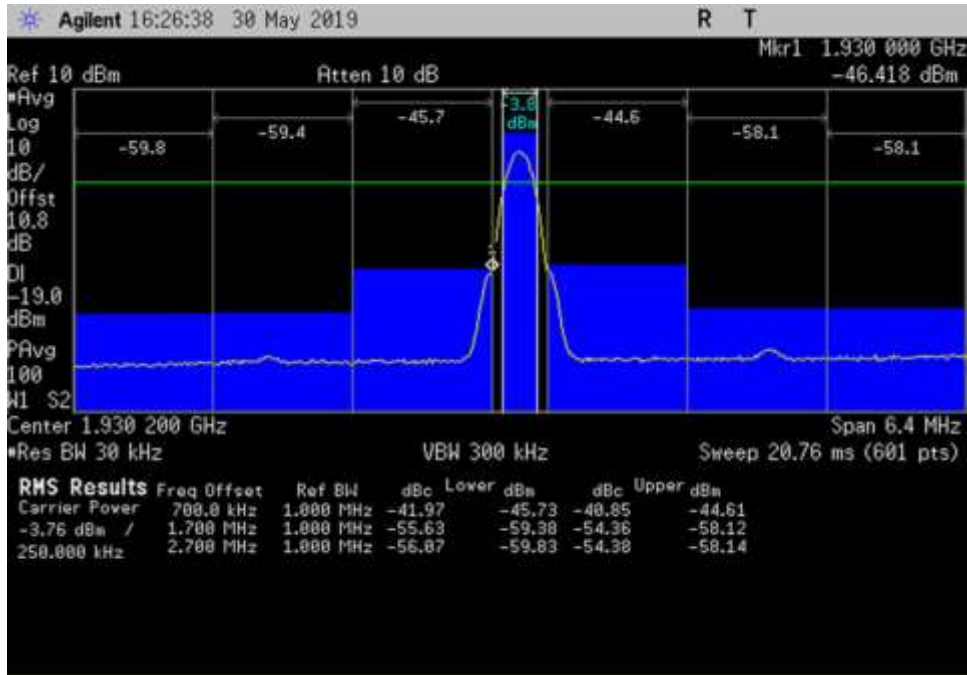 Agilent 16:26:38 30 May 2019 R T
Mkr1 1.930 000 GHz
Ref 10 dBm Atten 10 dB -46.418 dBm
*Avg
Log
10
dB/
Offst
10.8
dB
DI
-19.0
dBm
PAvg
100
W1 S2
-59.8 -59.4 -45.7 -3.8 dBm -44.6 -58.1 -58.1
1
Center 1.930 200 GHz Span 6.4 MHz
*Res BW 30 kHz VBW 300 kHz Sweep 20.76 ms (601 pts)
RMS Results Freq Offset Ref BW dBc Lower dBm dBc Upper dBm
Carrier Power 700.0 kHz 1.000 MHz -41.97 -45.73 -40.85 -44.61
-3.76 dBm / 1.700 MHz 1.000 MHz -55.63 -59.38 -54.36 -58.12
250.000 kHz 2.700 MHz 1.000 MHz -56.07 -59.83 -54.38 -58.14